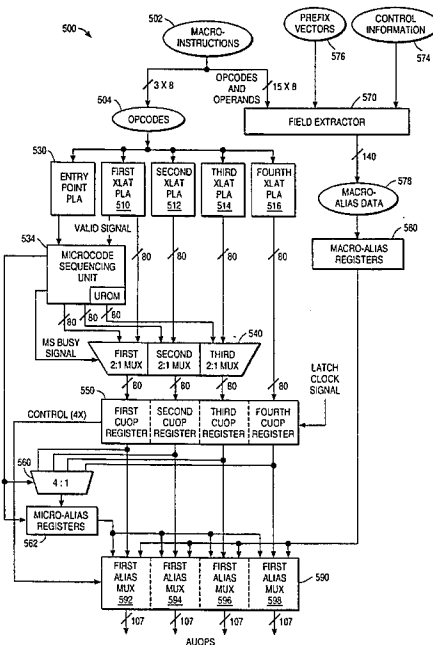 500
502
MACRO-
INSTRUCTIONS
PREFIX
VECTORS
576
CONTROL
INFORMATION
574
3 X 8
OPCODES
AND
OPERANDS
15 X 8
504
OPCODES
570
FIELD EXTRACTOR
140
530
ENTRY
POINT
PLA
FIRST
XLAT
PLA
510
SECOND
XLAT
PLA
512
THIRD
XLAT
PLA
514
FOURTH
XLAT
PLA
516
MACRO-
ALIAS DATA
578
VALID SIGNAL
534
MICROCODE
SEQUENCING
UNIT
UROM
80
80
80
80
MACRO-ALIAS
REGISTERS
580
80
80
80
MS BUSY
SIGNAL
540
FIRST
2:1 MUX
SECOND
2:1 MUX
THIRD
2:1 MUX
80
80
80
80
LATCH
CLOCK
SIGNAL
550
CONTROL (4X)
FIRST
CUOP
REGISTER
SECOND
CUOP
REGISTER
THIRD
CUOP
REGISTER
FOURTH
CUOP
REGISTER
560
4:1
MICRO-ALIAS
REGISTERS
562
FIRST
ALIAS
MUX
592
FIRST
ALIAS
MUX
594
FIRST
ALIAS
MUX
596
FIRST
ALIAS
MUX
598
590
107
107
107
107
AUOPS